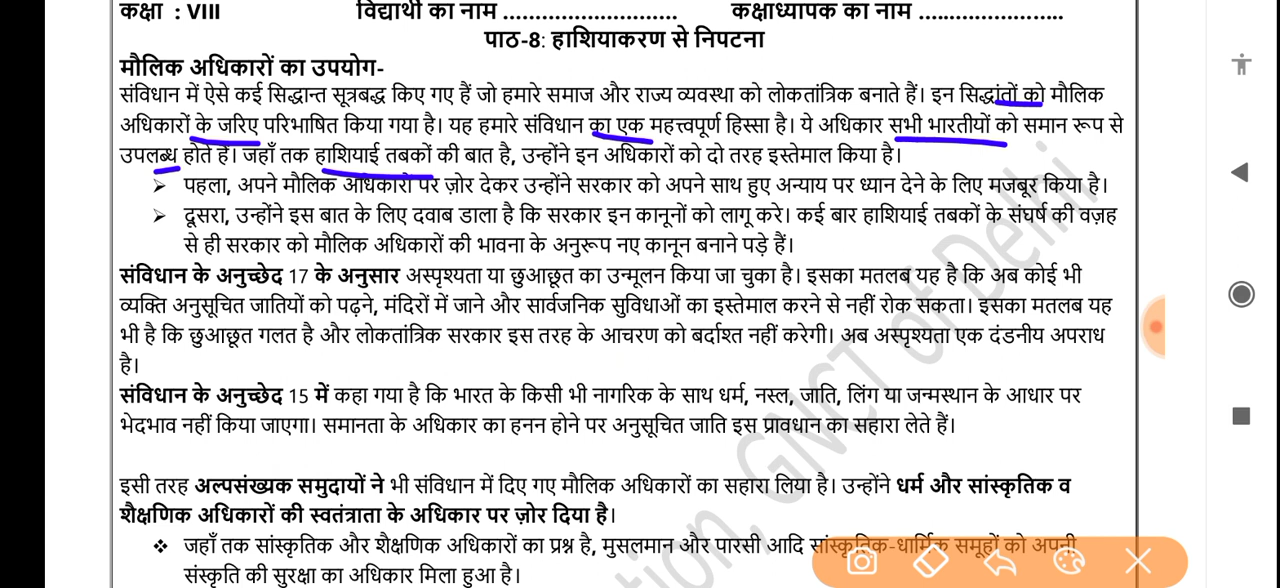 कक्षा : VIII विद्यार्थी का नाम ............................ कक्षाध्यापक का नाम .......................
पाठ-8: हाशियाकरण से निपटना
मौलिक अधिकारों का उपयोग-
संविधान में ऐसे कई सिद्धान्त सूत्रबद्ध किए गए हैं जो हमारे समाज और राज्य व्यवस्था को लोकतांत्रिक बनाते हैं। इन सिद्धांतों को मौलिक
अधिकारों के जरिए परिभाषित किया गया है। यह हमारे संविधान का एक महत्त्वपूर्ण हिस्सा है। ये अधिकार सभी भारतीयों को समान रूप से
उपलब्ध होते हैं। जहाँ तक हाशियाई तबकों की बात है, उन्होंने इन अधिकारों को दो तरह इस्तेमाल किया है।
➢ पहला, अपने मौलिक अधिकारों पर ज़ोर देकर उन्होंने सरकार को अपने साथ हुए अन्याय पर ध्यान देने के लिए मजबूर किया है।
➢ दूसरा, उन्होंने इस बात के लिए दवाब डाला है कि सरकार इन कानूनों को लागू करे। कई बार हाशियाई तबकों के संघर्ष की वज़ह
से ही सरकार को मौलिक अधिकारों की भावना के अनुरूप नए कानून बनाने पड़े हैं।
संविधान के अनुच्छेद 17 के अनुसार अस्पृश्यता या छुआछूत का उन्मूलन किया जा चुका है। इसका मतलब यह है कि अब कोई भी
व्यक्ति अनुसूचित जातियों को पढ़ने, मंदिरों में जाने और सार्वजनिक सुविधाओं का इस्तेमाल करने से नहीं रोक सकता। इसका मतलब यह
भी है कि छुआछूत गलत है और लोकतांत्रिक सरकार इस तरह के आचरण को बर्दाश्त नहीं करेगी। अब अस्पृश्यता एक दंडनीय अपराध
है।
संविधान के अनुच्छेद 15 में कहा गया है कि भारत के किसी भी नागरिक के साथ धर्म, नस्ल, जाति, लिंग या जन्मस्थान के आधार पर
भेदभाव नहीं किया जाएगा। समानता के अधिकार का हनन होने पर अनुसूचित जाति इस प्रावधान का सहारा लेते हैं।
इसी तरह अल्पसंख्यक समुदायों ने भी संविधान में दिए गए मौलिक अधिकारों का सहारा लिया है। उन्होंने धर्म और सांस्कृतिक व
शैक्षणिक अधिकारों की स्वतंत्राता के अधिकार पर ज़ोर दिया है।
❖ जहाँ तक सांस्कृतिक और शैक्षणिक अधिकारों का प्रश्न है, मुसलमान और पारसी आदि सांस्कृतिक-धार्मिक समूहों को अपनी
संस्कृति की सुरक्षा का अधिकार मिला हुआ है।
tion, GNCT of Delhi